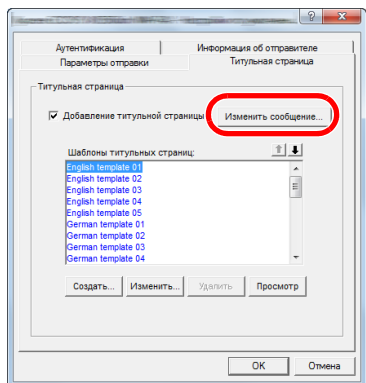 Аутентификация Информация об отправителе
Параметры отправки Титульная страница
Титульная страница
Добавление титульной страницы Изменить сообщение...
Шаблоны титульных страниц:
English template 01
English template 02
English template 03
English template 04
English template 05
German template 01
German template 02
German template 03
German template 04
Создать... Изменить... Удалить Просмотр
OK Отмена